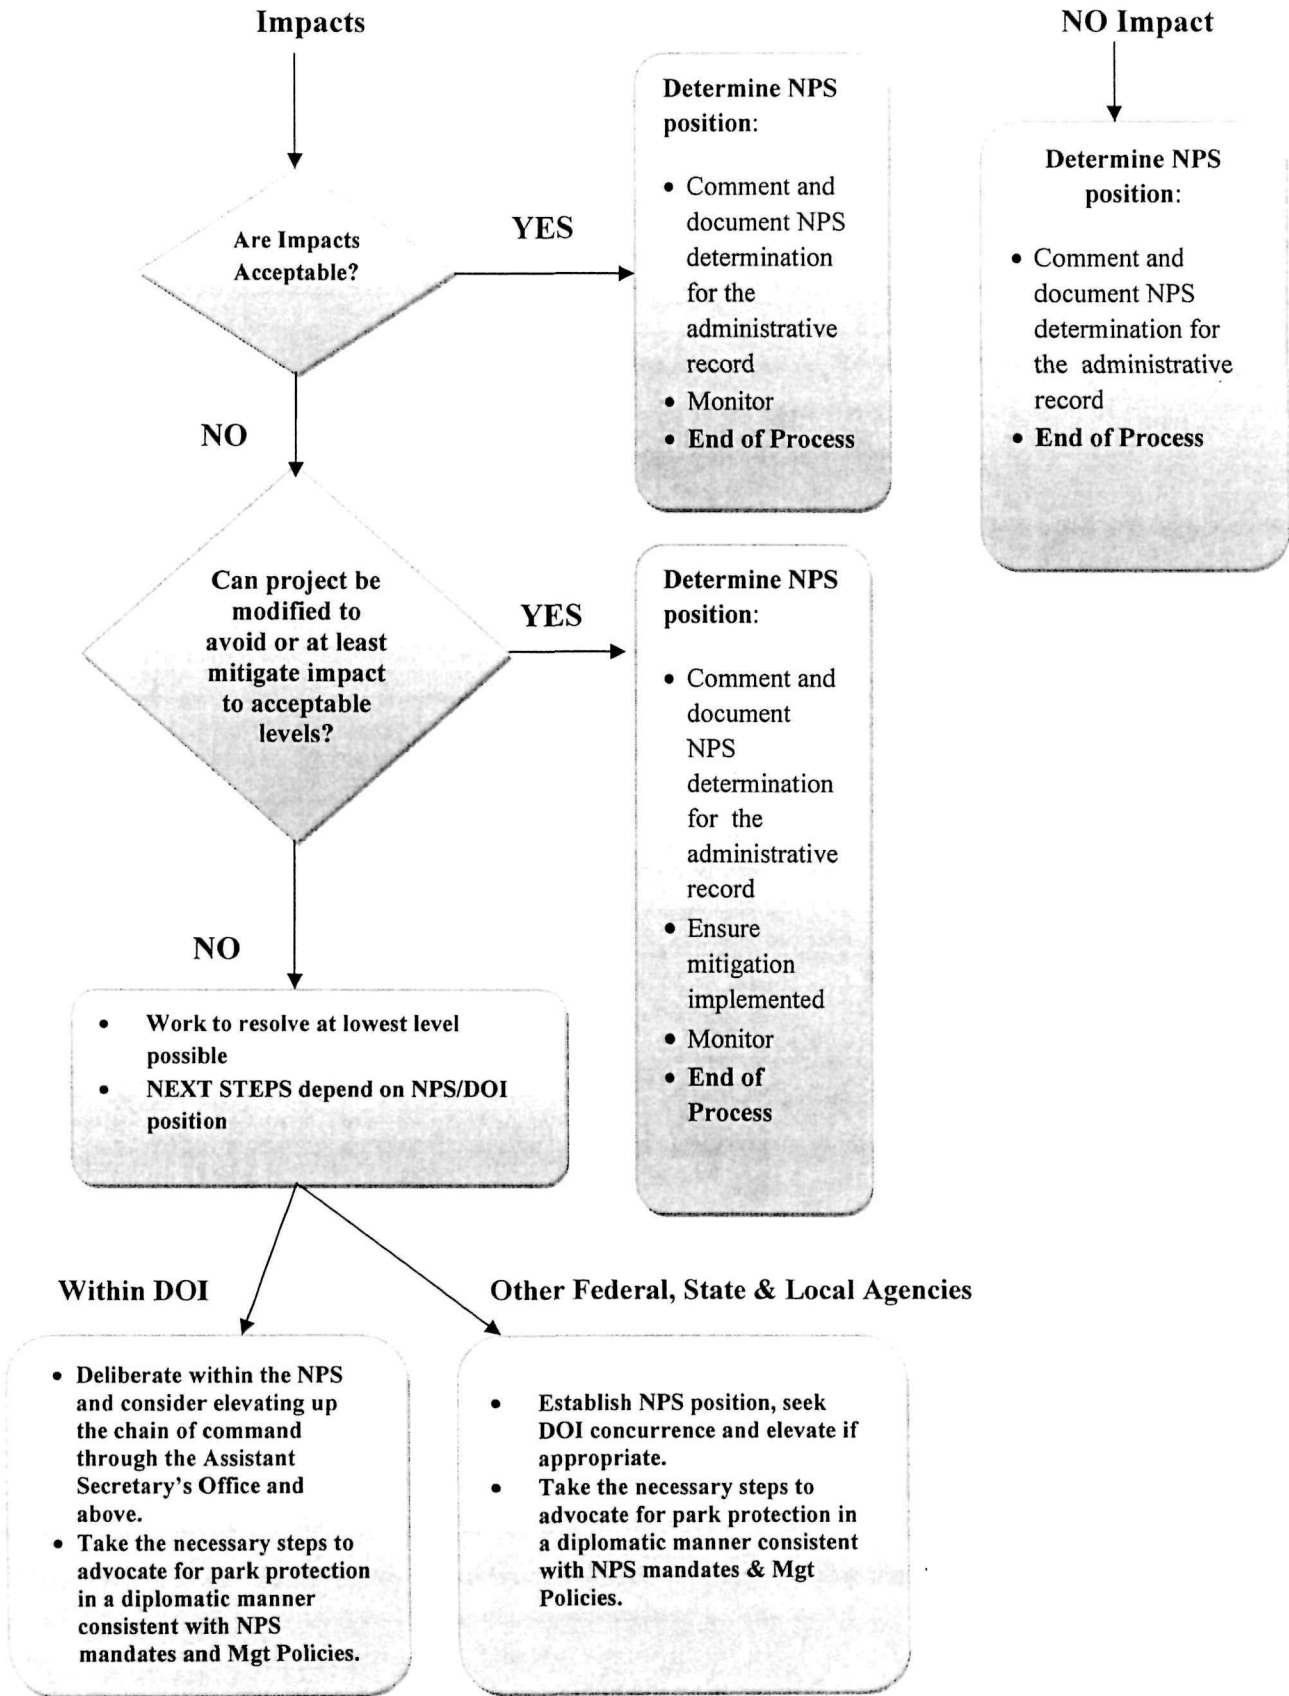 Impacts
NO Impact
Determine NPS
position:
• Comment and
document NPS
determination
for the
administrative
record
• Monitor
• End of Process
Determine NPS
position:
• Comment and
document NPS
determination for
the administrative
record
• End of Process
Are Impacts
Acceptable?
YES
NO
Can project be
modified to
avoid or at least
mitigate impact
to acceptable
levels?
YES
Determine NPS
position:
• Comment and
document
NPS
determination
for the
administrative
record
• Ensure
mitigation
implemented
• Monitor
• End of
Process
NO
• Work to resolve at lowest level
possible
• NEXT STEPS depend on NPS/DOI
position
Within DOI
Other Federal, State & Local Agencies
• Deliberate within the NPS
and consider elevating up
the chain of command
through the Assistant
Secretary's Office and
above.
• Take the necessary steps to
advocate for park protection
in a diplomatic manner
consistent with NPS
mandates and Mgt Policies.
• Establish NPS position, seek
DOI concurrence and elevate if
appropriate.
• Take the necessary steps to
advocate for park protection in
a diplomatic manner consistent
with NPS mandates & Mgt
Policies.